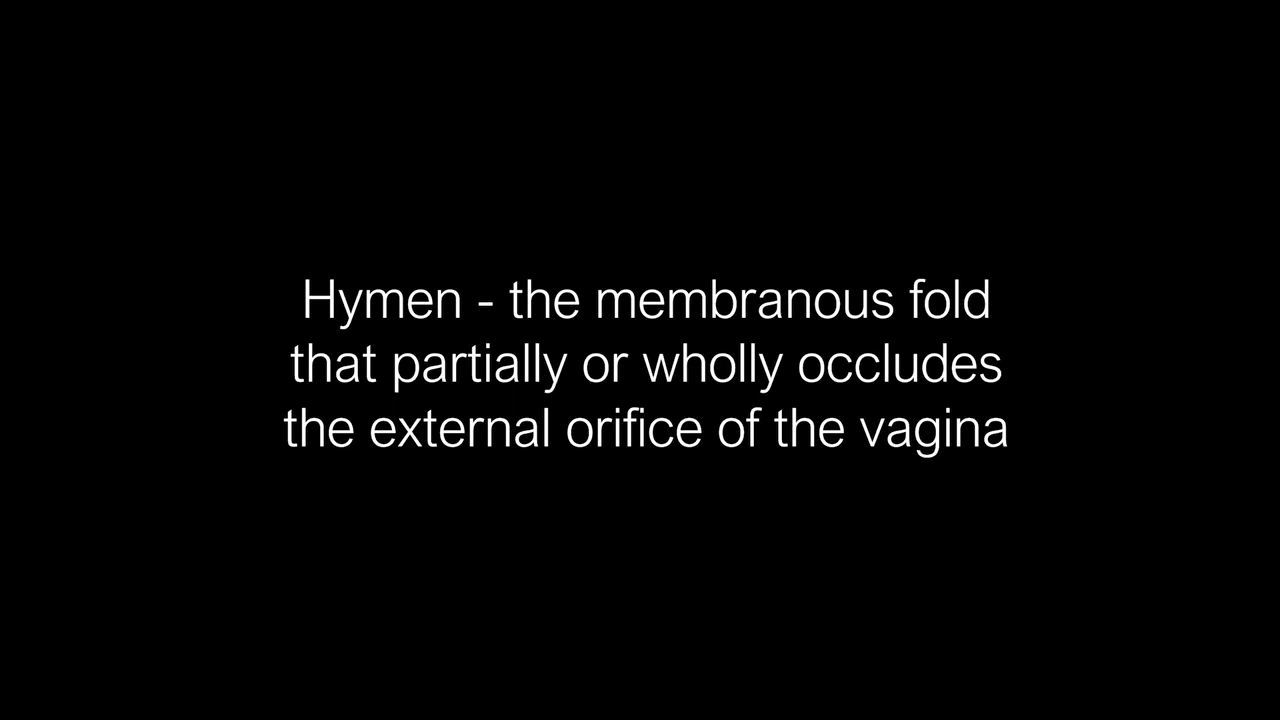 Hymen - the membranous fold
that partially or wholly occludes
the external orifice of the vagina